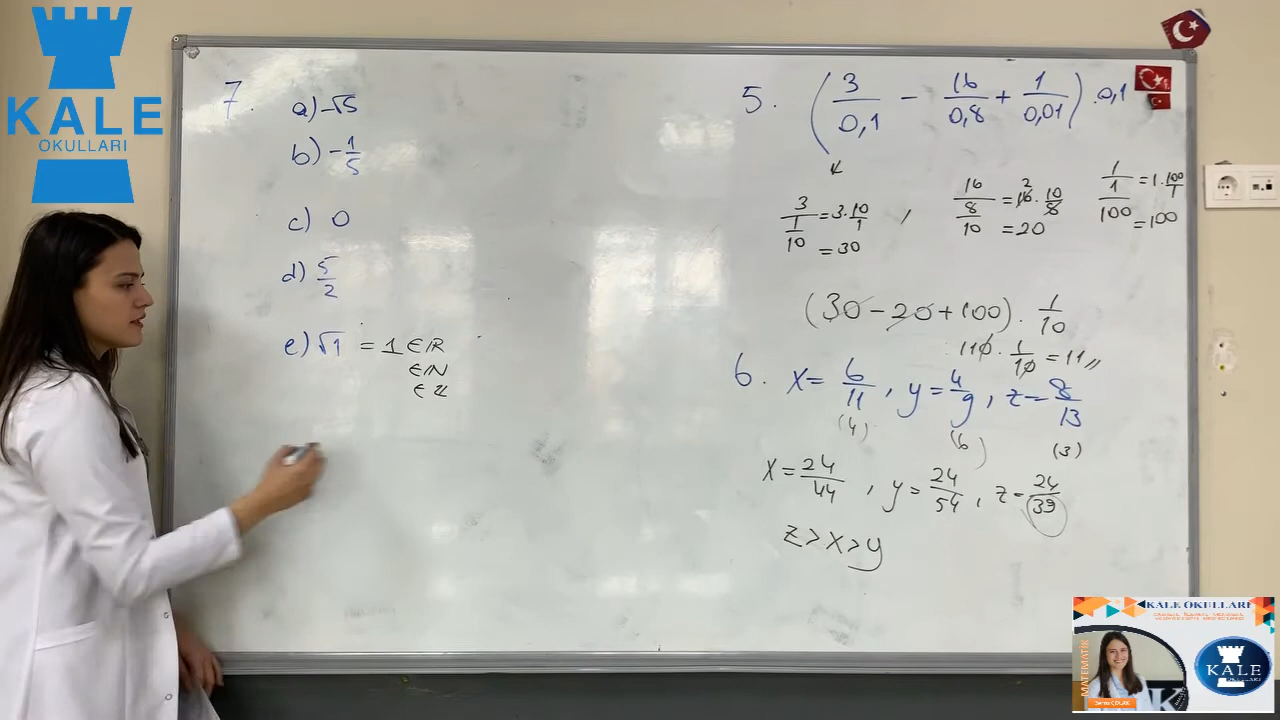 KALE
OKULLARI
7.
a) -√5
b) -1/5
c) 0
d) 5/2
e) √1 = 1 ∈ R
∈ N
∈ Z
5. (3/0,1 - 16/0,8 + 1/0,01) . 0,1
3/(1/10) = 3 . 10/1
= 30
,
16/(8/10) = 16 . 10/8
2
= 20
1/(1/100) = 1 . 100/1
= 100
(30 - 20 + 100) . 1/10
110 . 1/10 = 11 //
6. x = 6/11 , y = 4/9 , z = 8/13
(4) (6) (3)
x = 24/44 , y = 24/54 , z = 24/39
z > x > y
KALE OKULLARI
MATEMATİK
KALE
OKULLARI